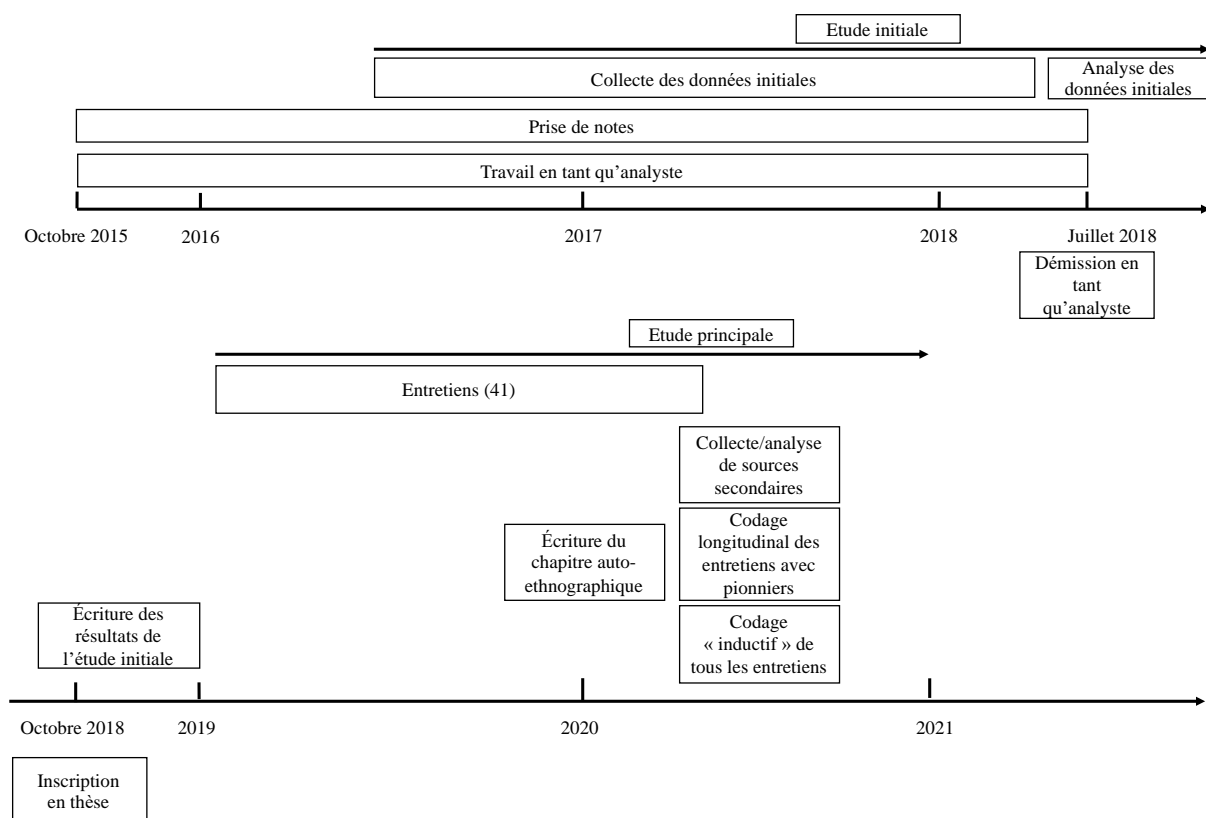 Etude initiale
Collecte des données initiales
Analyse des
données initiales
Prise de notes
Travail en tant qu’analyste
Octobre 2015
2016
2017
2018
Juillet 2018
Démission en
tant
qu’analyste
Etude principale
Entretiens (41)
Collecte/analyse
de sources
secondaires
Écriture du
chapitre auto-
ethnographique
Codage
longitudinal des
entretiens avec
pionniers
Écriture des
résultats de
l’étude initiale
Codage
« inductif » de
tous les entretiens
Octobre 2018
2019
2020
2021
Inscription
en thèse